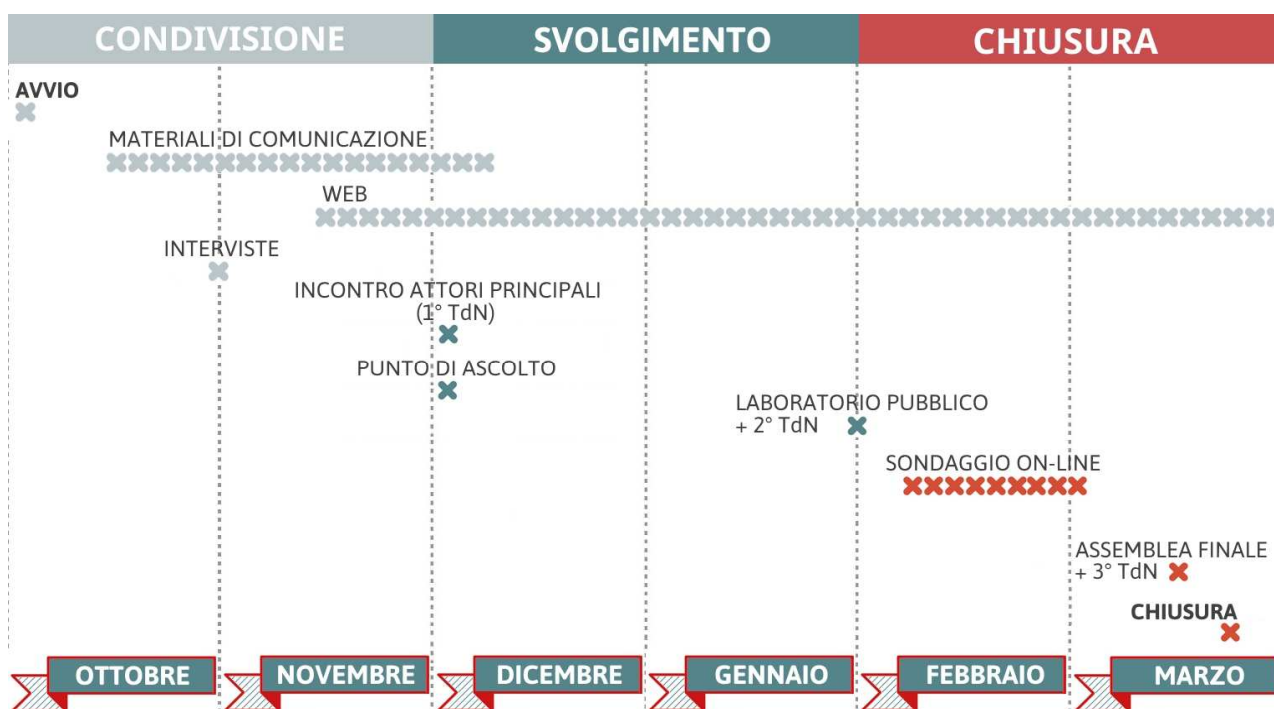 CONDIVISIONE SVOLGIMENTO CHIUSURA
AVVIO
MATERIALI DI COMUNICAZIONE
WEB
INTERVISTE
INCONTRO ATTORI PRINCIPALI
(1° TdN)
PUNTO DI ASCOLTO
LABORATORIO PUBBLICO
+ 2° TdN
SONDAGGIO ON-LINE
ASSEMBLEA FINALE
+ 3° TdN
CHIUSURA
OTTOBRE NOVEMBRE DICEMBRE GENNAIO FEBBRAIO MARZO